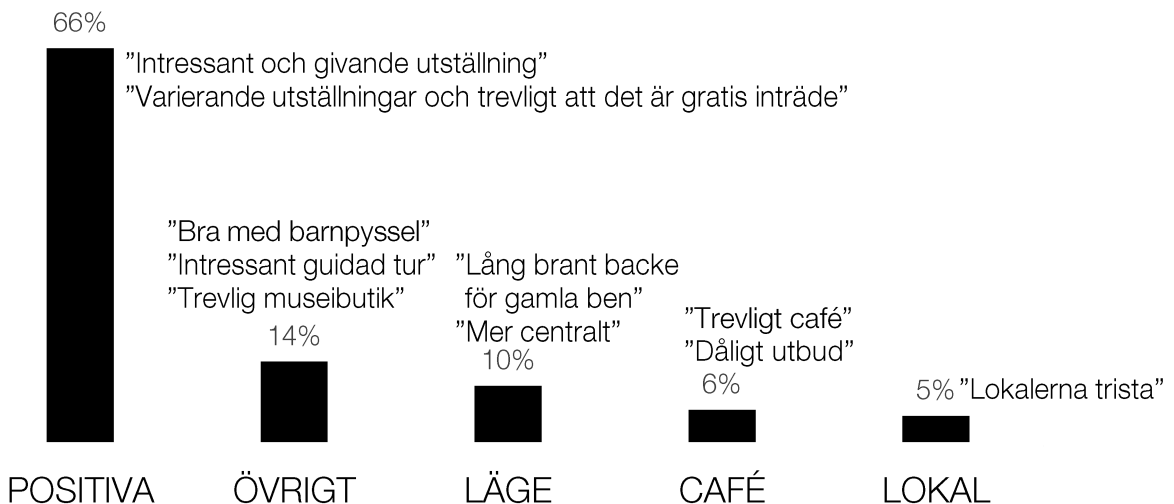 66%
”Intressant och givande utställning”
”Varierande utställningar och trevligt att det är gratis inträde”
”Bra med barnpyssel”
”Intressant guidad tur”
”Trevlig museibutik”
14%
”Lång brant backe
för gamla ben”
”Mer centralt”
10%
”Trevligt café”
”Dåligt utbud”
6%
5% ”Lokalerna trista”
POSITIVA ÖVRIGT LÄGE CAFÉ LOKAL